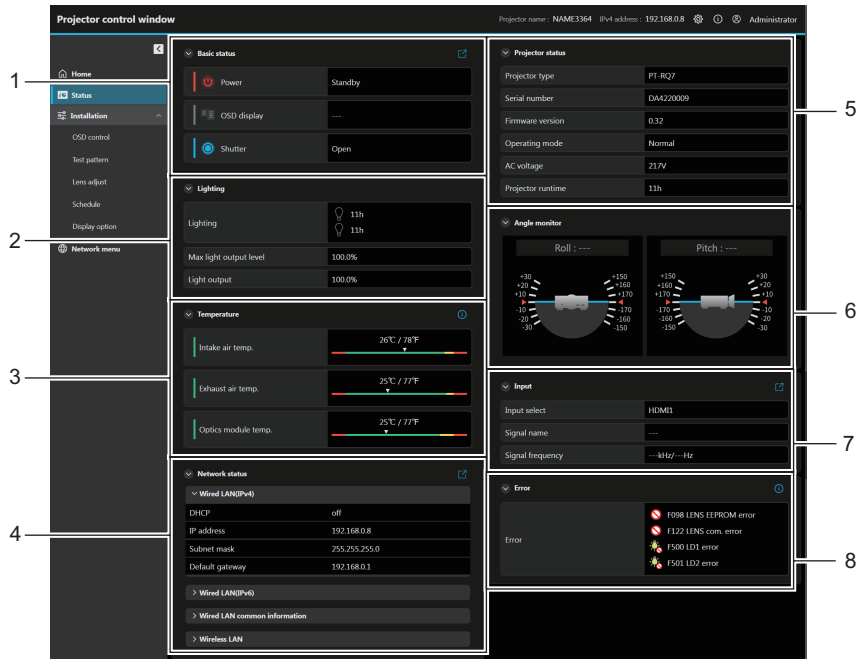 Projector control window
Projector name : NAME3364 IPv4 address : 192.168.0.8 Administrator
Home
Status
Installation
OSD control
Test pattern
Lens adjust
Schedule
Display option
Network menu
1
Basic status
Power Standby
OSD display ---
Shutter Open
2
Lighting
Lighting 11h
11h
Max light output level 100.0%
Light output 100.0%
3
Temperature
Intake air temp. 26℃ / 78℉
Exhaust air temp. 25℃ / 77℉
Optics module temp. 25℃ / 77℉
4
Network status
Wired LAN(IPv4)
DHCP off
IP address 192.168.0.8
Subnet mask 255.255.255.0
Default gateway 192.168.0.1
Wired LAN(IPv6)
Wired LAN common information
Wireless LAN
Projector status
5
Projector type PT-RQ7
Serial number DA4220009
Firmware version 0.32
Operating mode Normal
AC voltage 217V
Projector runtime 11h
Angle monitor
6
Roll : ---
+30 +150
+20 +160
+10 +170
-10 -170
-20 -160
-30 -150
Pitch : ---
+150 +30
+160 +20
+170 +10
-170 -10
-160 -20
-150 -30
Input
7
Input select HDMI1
Signal name ---
Signal frequency ---kHz/---Hz
Error
8
Error
F098 LENS EEPROM error
F122 LENS com. error
F500 LD1 error
F501 LD2 error